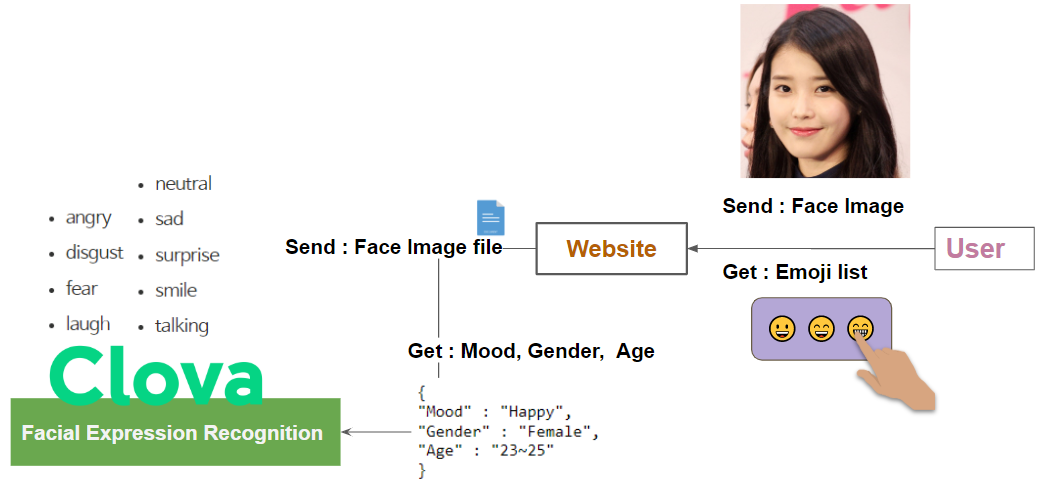 Send : Face Image
User
Website
Get : Emoji list
Send : Face Image file
neutral
angry
sad
disgust
surprise
fear
smile
laugh
talking
Get : Mood, Gender, Age
Clova
Facial Expression Recognition
{
"Mood" : "Happy",
"Gender" : "Female",
"Age" : "23~25"
}